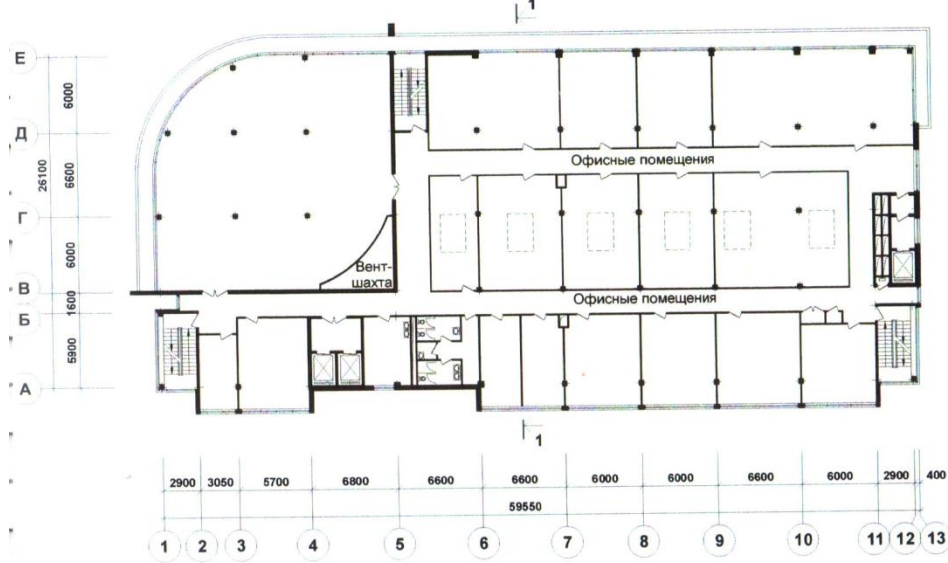 1
Е
6000
Д
6600
26100
Г
6000
В
1600
Б
5900
А
Офисные помещения
Вент-
шахта
Офисные помещения
1
2900 3050 5700 6800 6600 6600 6000 6000 6600 6000 2900 400
59550
1 2 3 4 5 6 7 8 9 10 11 12 13